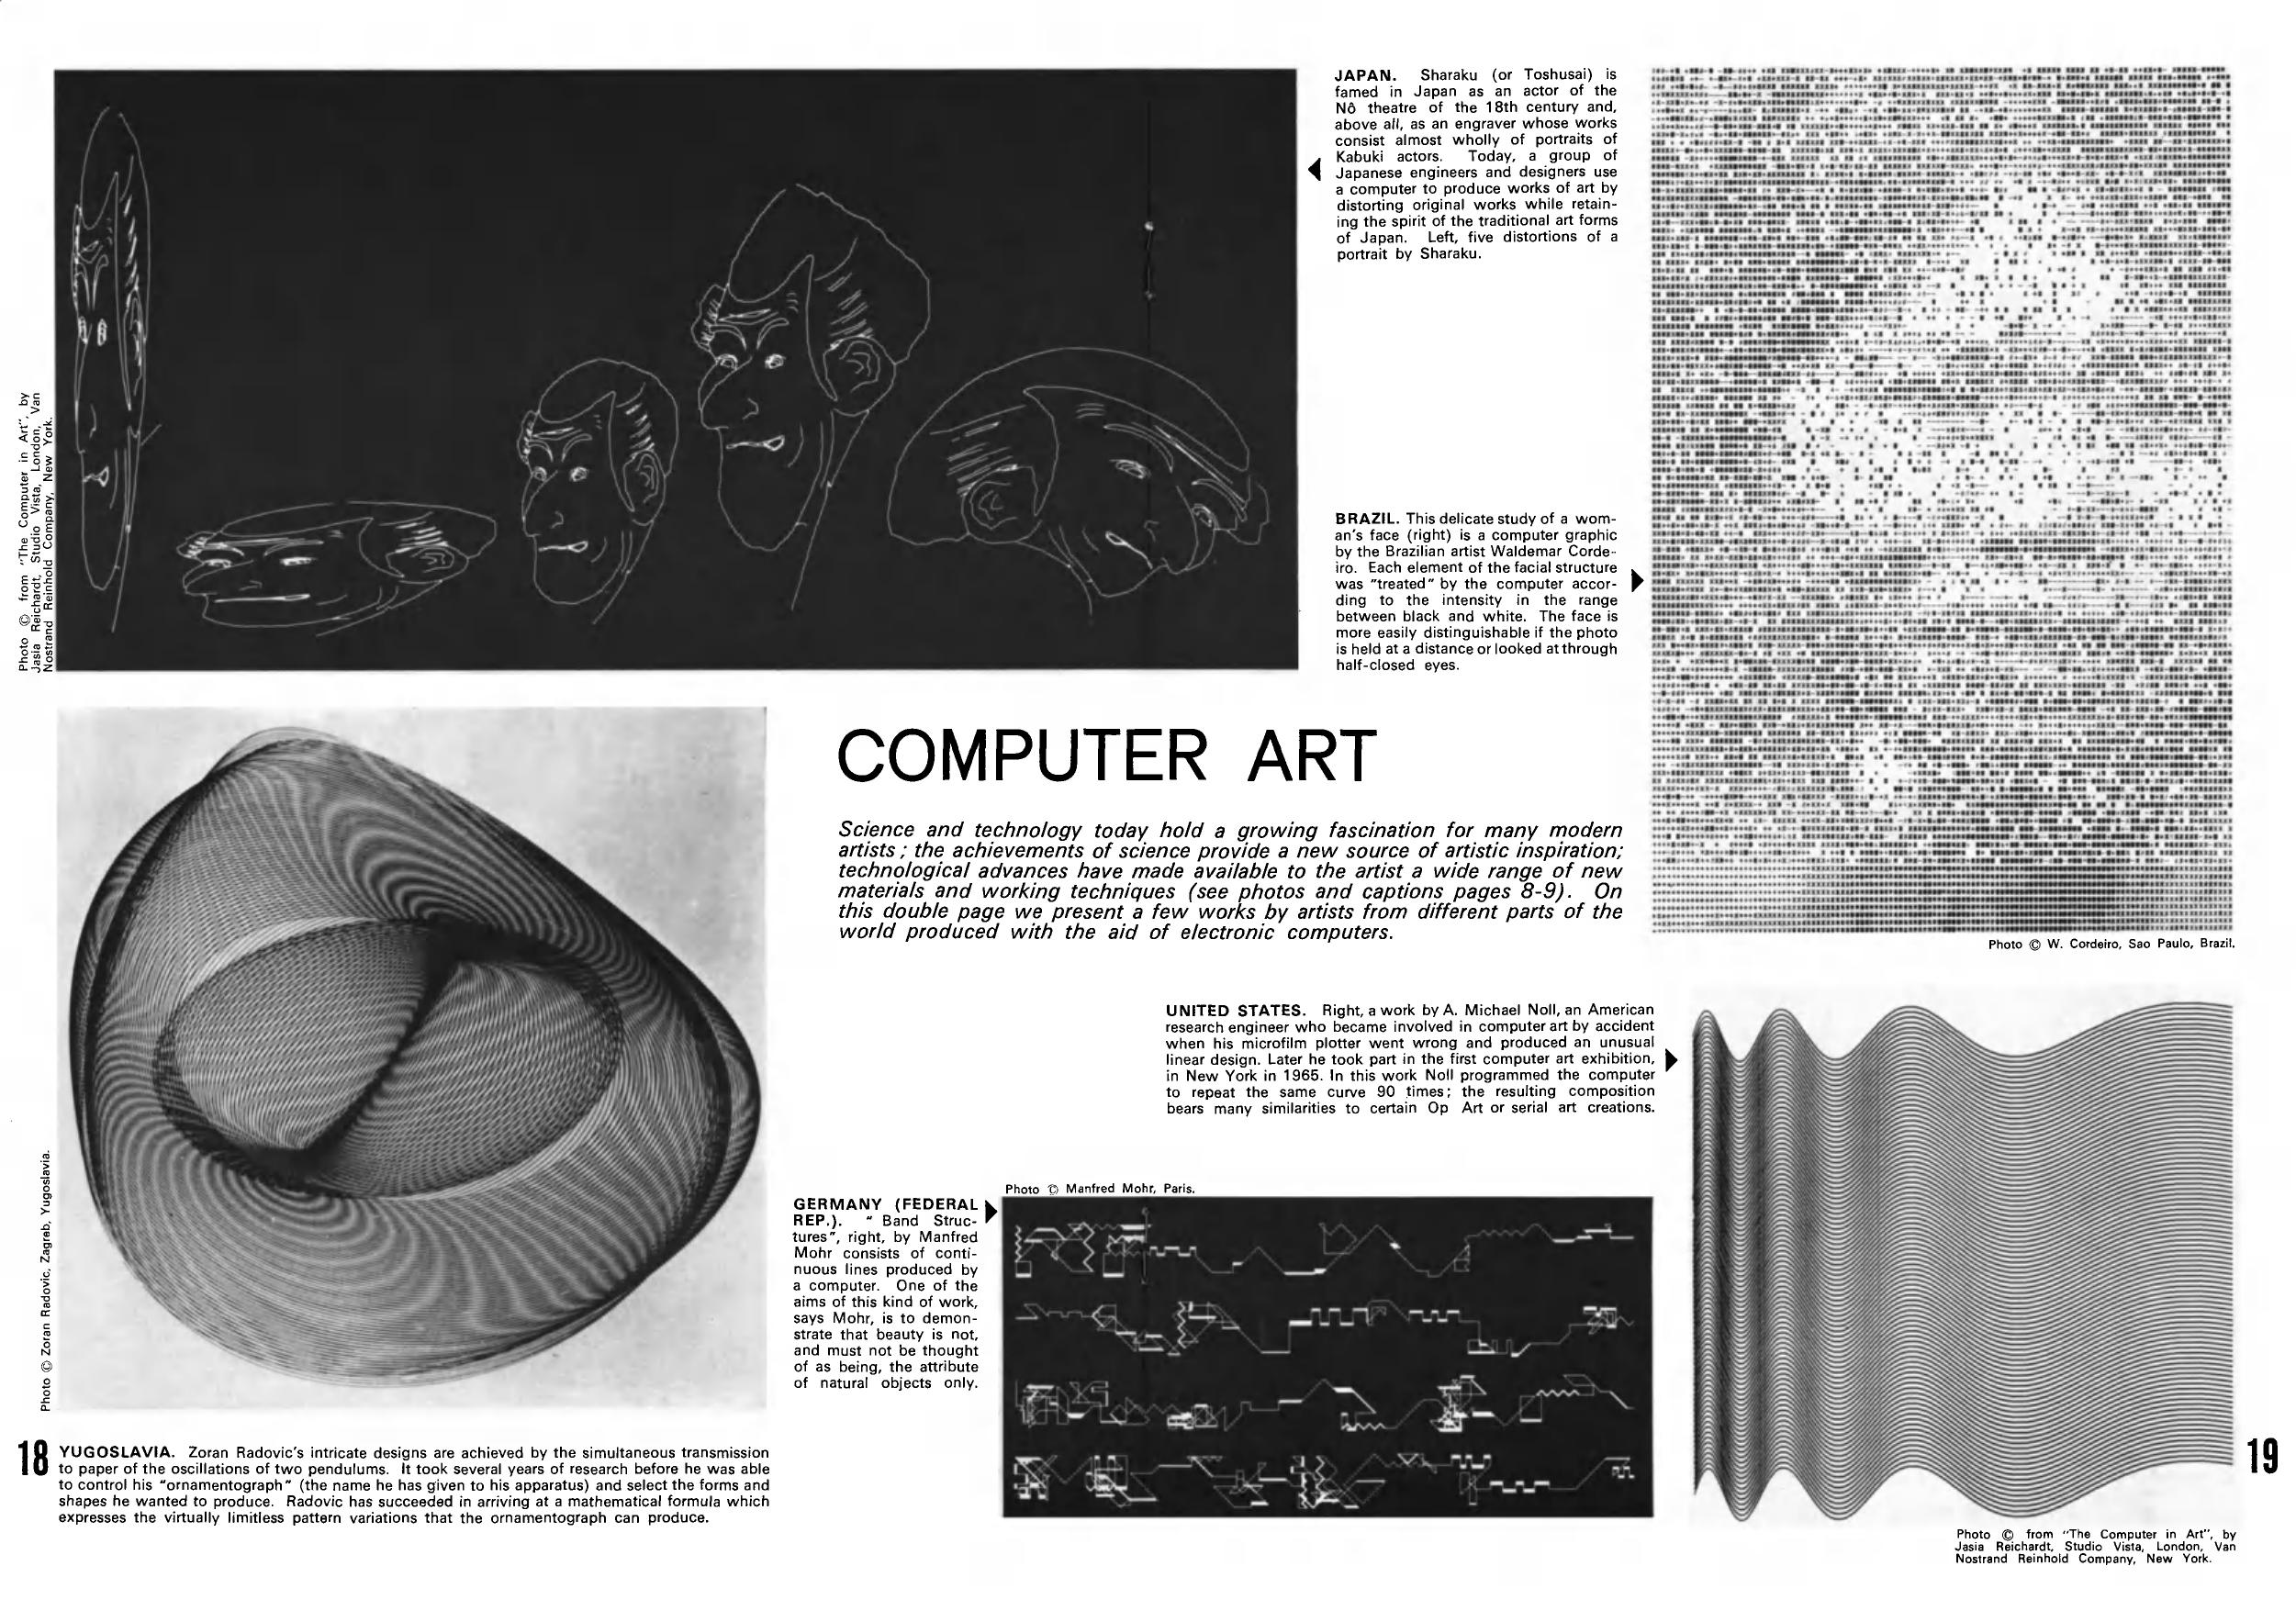 Photo © from "The Computer in Art", by
Jasia Reichardt, Studio Vista, London, Van
Nostrand Reinhold Company, New York.
JAPAN. Sharaku (or Toshusai) is
famed in Japan as an actor of the
Nô theatre of the 18th century and,
above all, as an engraver whose works
consist almost wholly of portraits of
Kabuki actors. Today, a group of
Japanese engineers and designers use
a computer to produce works of art by
distorting original works while retain-
ing the spirit of the traditional art forms
of Japan. Left, five distortions of a
portrait by Sharaku.
BRAZIL. This delicate study of a wom-
an's face (right) is a computer graphic
by the Brazilian artist Waldemar Corde-
iro. Each element of the facial structure
was "treated" by the computer accor-
ding to the intensity in the range
between black and white. The face is
more easily distinguishable if the photo
is held at a distance or looked at through
half-closed eyes.
Photo © W. Cordeiro, Sao Paulo, Brazil.
COMPUTER ART
Science and technology today hold a growing fascination for many modern
artists ; the achievements of science provide a new source of artistic inspiration;
technological advances have made available to the artist a wide range of new
materials and working techniques (see photos and captions pages 8-9). On
this double page we present a few works by artists from different parts of the
world produced with the aid of electronic computers.
UNITED STATES. Right, a work by A. Michael Noll, an American
research engineer who became involved in computer art by accident
when his microfilm plotter went wrong and produced an unusual
linear design. Later he took part in the first computer art exhibition,
in New York in 1965. In this work Noll programmed the computer
to repeat the same curve 90 times; the resulting composition
bears many similarities to certain Op Art or serial art creations.
Photo © Manfred Mohr, Paris.
GERMANY (FEDERAL
REP.). " Band Struc-
tures", right, by Manfred
Mohr consists of conti-
nuous lines produced by
a computer. One of the
aims of this kind of work,
says Mohr, is to demon-
strate that beauty is not,
and must not be thought
of as being, the attribute
of natural objects only.
Photo © Zoran Radovic, Zagreb, Yugoslavia.
18
YUGOSLAVIA. Zoran Radovic's intricate designs are achieved by the simultaneous transmission
to paper of the oscillations of two pendulums. It took several years of research before he was able
to control his "ornamentograph" (the name he has given to his apparatus) and select the forms and
shapes he wanted to produce. Radovic has succeeded in arriving at a mathematical formula which
expresses the virtually limitless pattern variations that the ornamentograph can produce.
19
Photo © from "The Computer in Art", by
Jasia Reichardt, Studio Vista, London, Van
Nostrand Reinhold Company, New York.